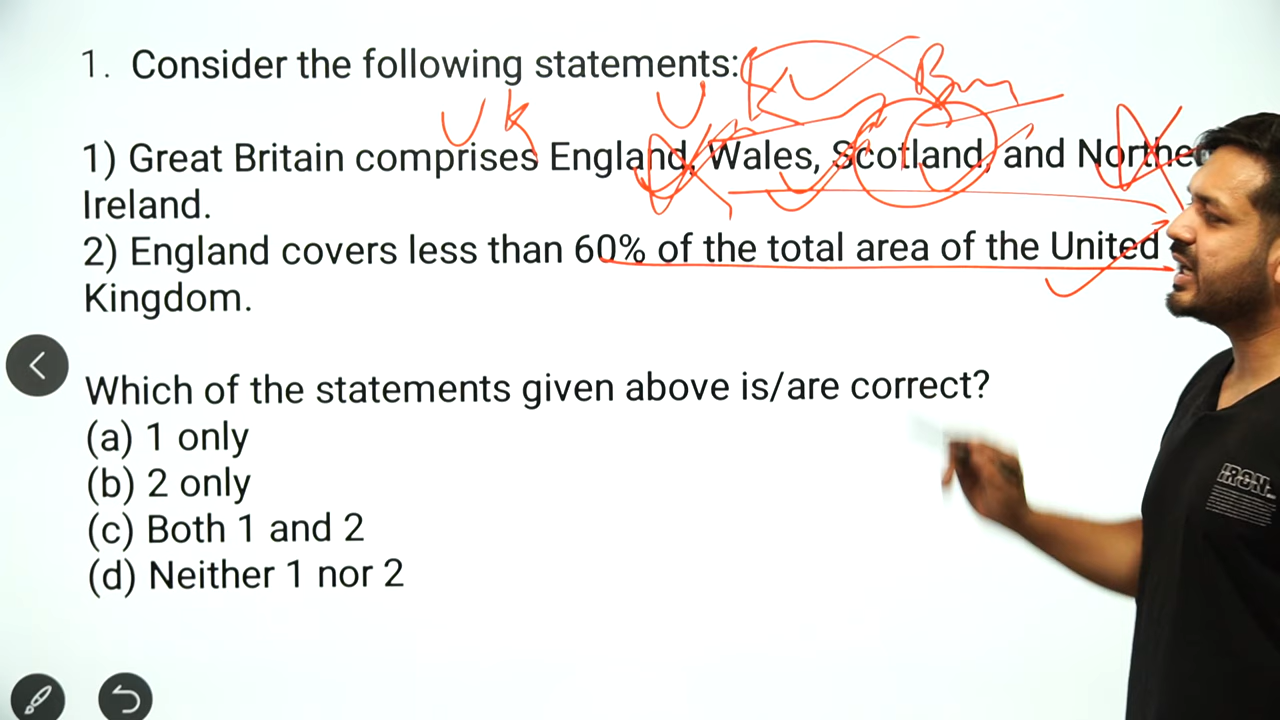 1. Consider the following statements:
UK
Bm
1) Great Britain comprises England, Wales, Scotland, and Northe
Ireland.
2) England covers less than 60% of the total area of the United
Kingdom.
Which of the statements given above is/are correct?
(a) 1 only
(b) 2 only
(c) Both 1 and 2
(d) Neither 1 nor 2
IRON